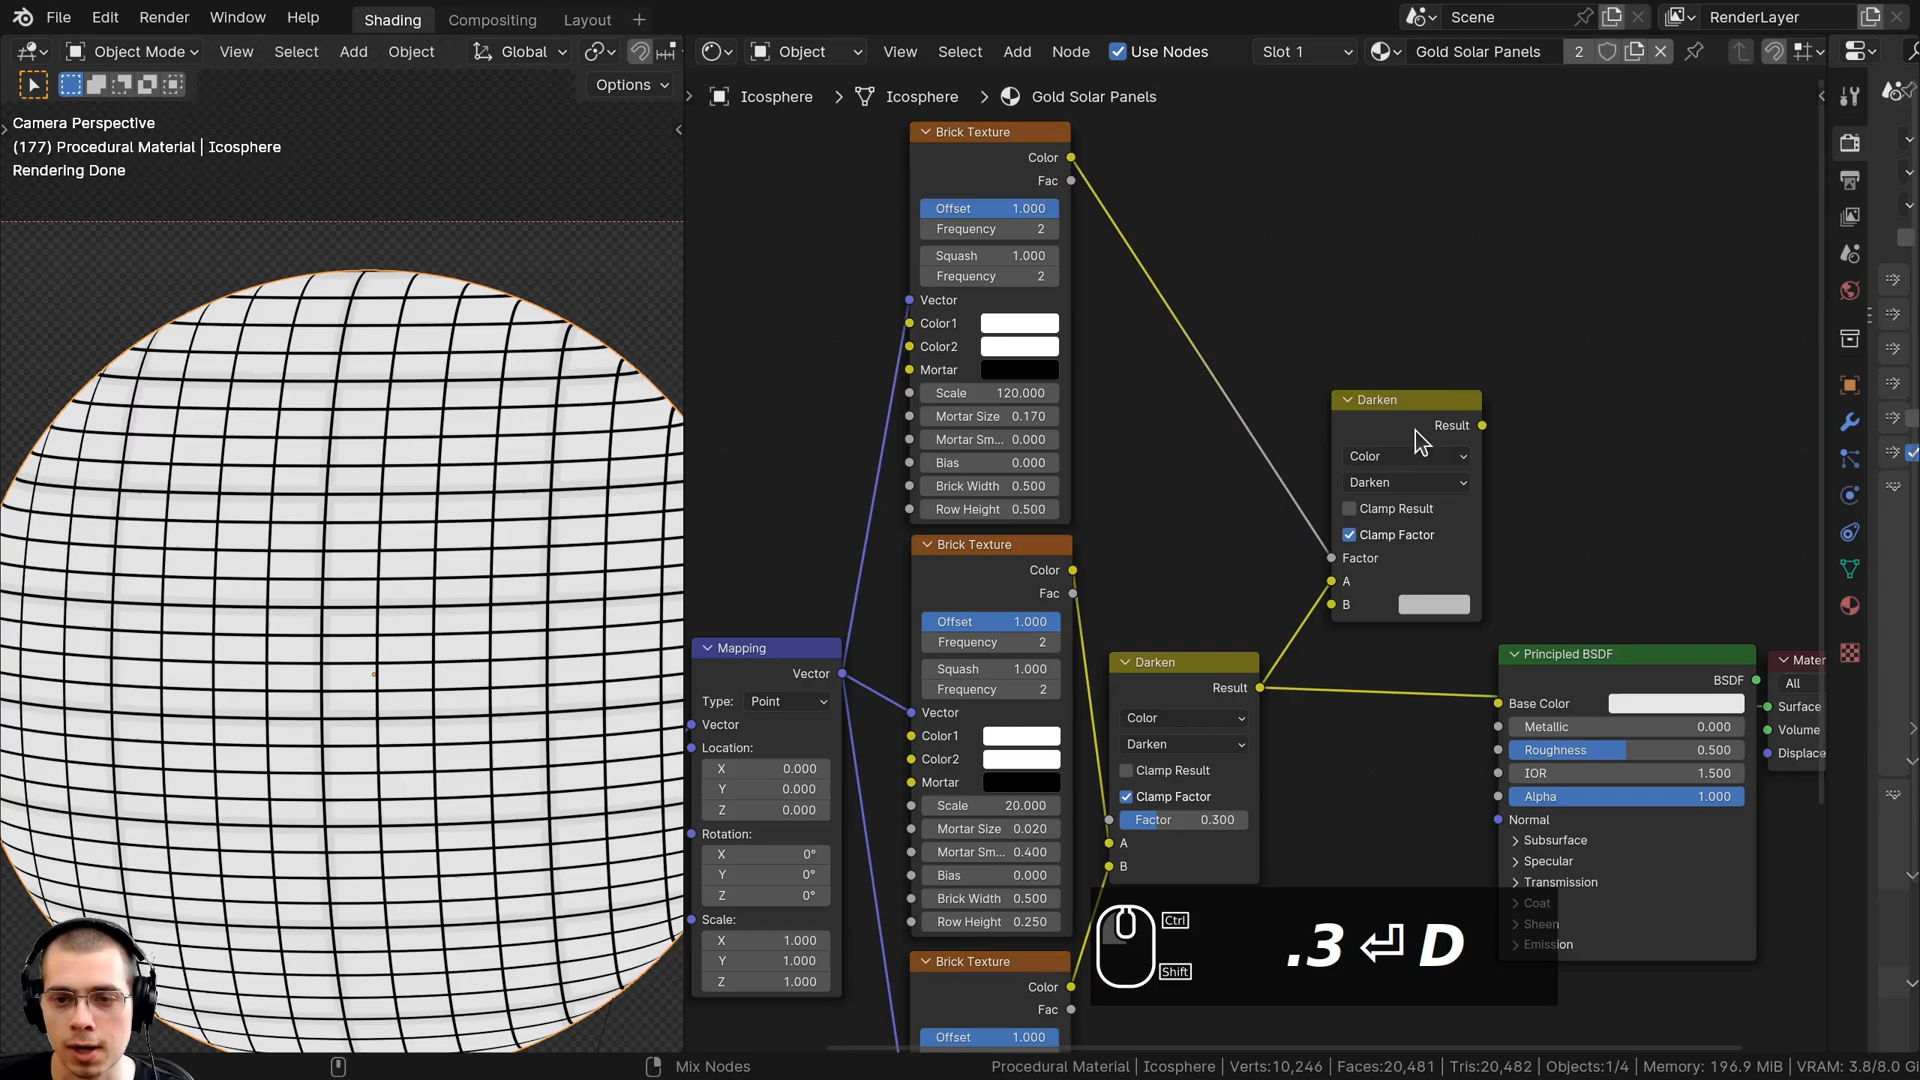 File Edit Render Window Help Shading Compositing Layout + Scene RenderLayer
Object Mode View Select Add Object Global Object View Select Add Node Use Nodes Slot 1 Gold Solar Panels 2
Options
Icosphere > Icosphere > Gold Solar Panels
Camera Perspective
(177) Procedural Material | Icosphere
Rendering Done
Brick Texture
Color
Fac
Offset 1.000
Frequency 2
Squash 1.000
Frequency 2
Vector
Color1
Color2
Mortar
Scale 120.000
Mortar Size 0.170
Mortar Sm... 0.000
Bias 0.000
Brick Width 0.500
Row Height 0.500
Brick Texture
Color
Fac
Offset 1.000
Frequency 2
Squash 1.000
Frequency 2
Vector
Color1
Color2
Mortar
Scale 20.000
Mortar Size 0.020
Mortar Sm... 0.400
Bias 0.000
Brick Width 0.500
Row Height 0.250
Brick Texture
Color
Fac
Offset 1.000
Mapping
Vector
Type: Point
Vector
Location:
X 0.000
Y 0.000
Z 0.000
Rotation:
X 0°
Y 0°
Z 0°
Scale:
X 1.000
Y 1.000
Z 1.000
Darken
Result
Color
Darken
Clamp Result
Clamp Factor
Factor
A
B
Darken
Result
Color
Darken
Clamp Result
Clamp Factor
Factor 0.300
A
B
Principled BSDF
BSDF
Base Color
Metallic 0.000
Roughness 0.500
IOR 1.500
Alpha 1.000
Normal
Subsurface
Specular
Transmission
Coat
Sheen
Emission
Mater
All
Surface
Volume
Displace
Ctrl
Shift
.3 ⏎ D
Mix Nodes
Procedural Material | Icosphere | Verts:10,246 | Faces:20,481 | Tris:20,482 | Objects:1/4 | Memory: 196.9 MiB | VRAM: 3.8/8.0 Gi